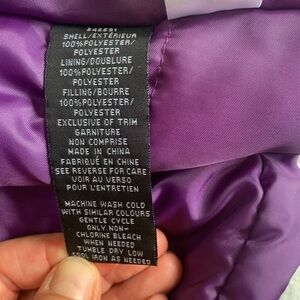 SHELL/EXTÉRIEUR
100%POLYESTER/
POLYESTER
LINING/DOUBLURE
100%POLYESTER/
POLYESTER
FILLING/BOURRE
100%POLYESTER/
POLYESTER
EXCLUSIVE OF TRIM
GARNITURE
NON COMPRISE
MADE IN CHINA
FABRIQUÉ EN CHINE
SEE REVERSE FOR CARE
VOIR AU VERSO
POUR L'ENTRETIEN
MACHINE WASH COLD
WITH SIMILAR COLOURS
GENTLE CYCLE
ONLY NON-
CHLORINE BLEACH
WHEN NEEDED
TUMBLE DRY LOW
COOL IRON AS NEEDED